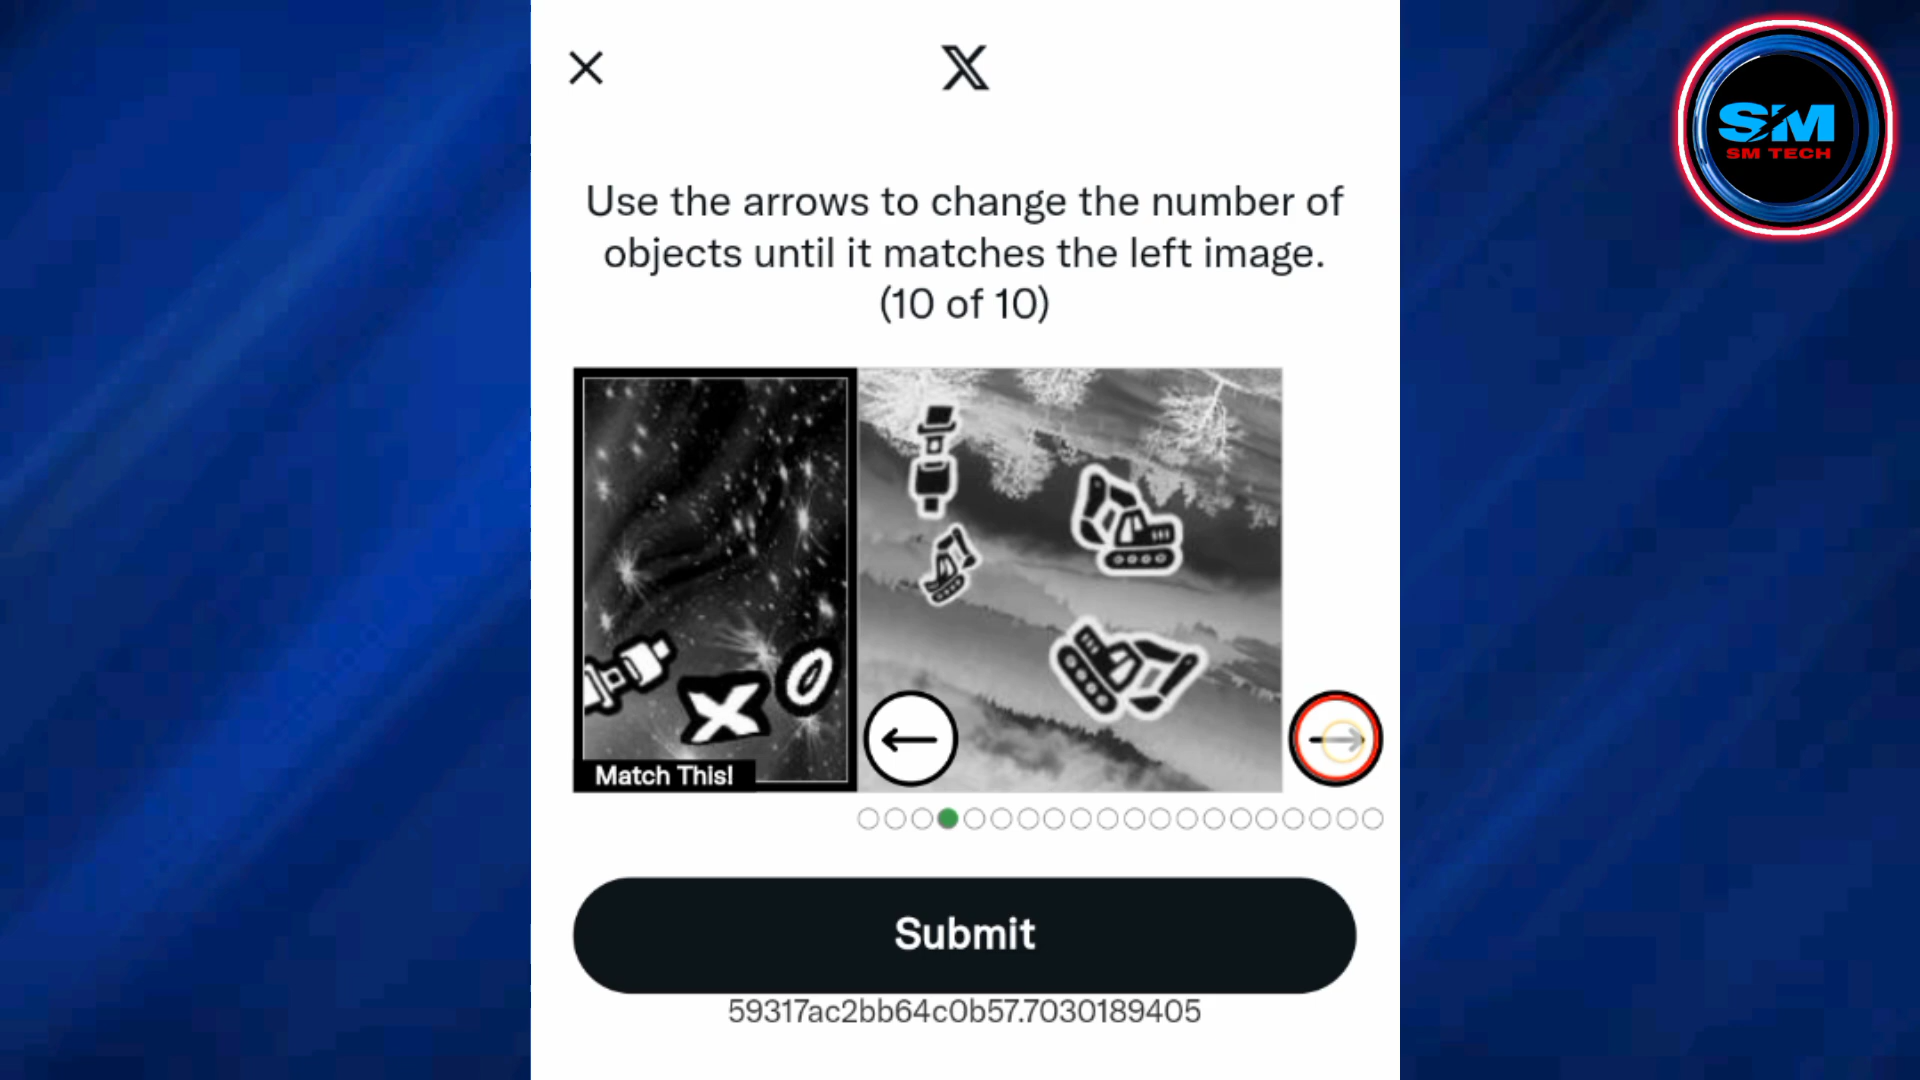 SM
SM TECH
Use the arrows to change the number of
objects until it matches the left image.
(10 of 10)
X O
Match This!
Submit
59317ac2bb64c0b57.7030189405